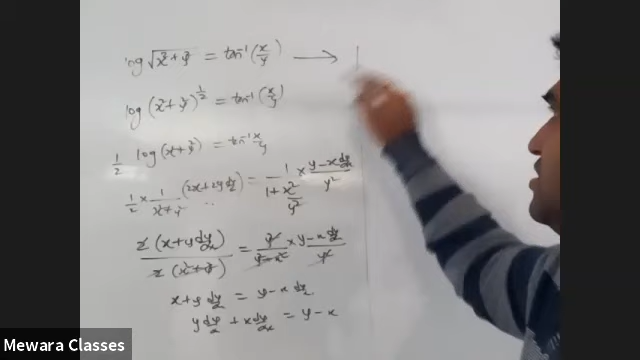 log √x²+y² = tan⁻¹(x/y) ⟶ 1
log (x²+y²)^1/2 = tan⁻¹(x/y)
1/2 log (x²+y²) = tan⁻¹ x/y
1/2 × 1/(x²+y²) (2x+2y dy/dx) = 1/(1+x²/y²) × (y−x dy/dx)/y²
2(x+y dy/dx)/2(x²+y²) = y²/(y²+x²) × (y−x dy/dx)/y²
x+y dy/dx = y−x dy/dx
y dy/dx + x dy/dx = y−x
Mewara Classes